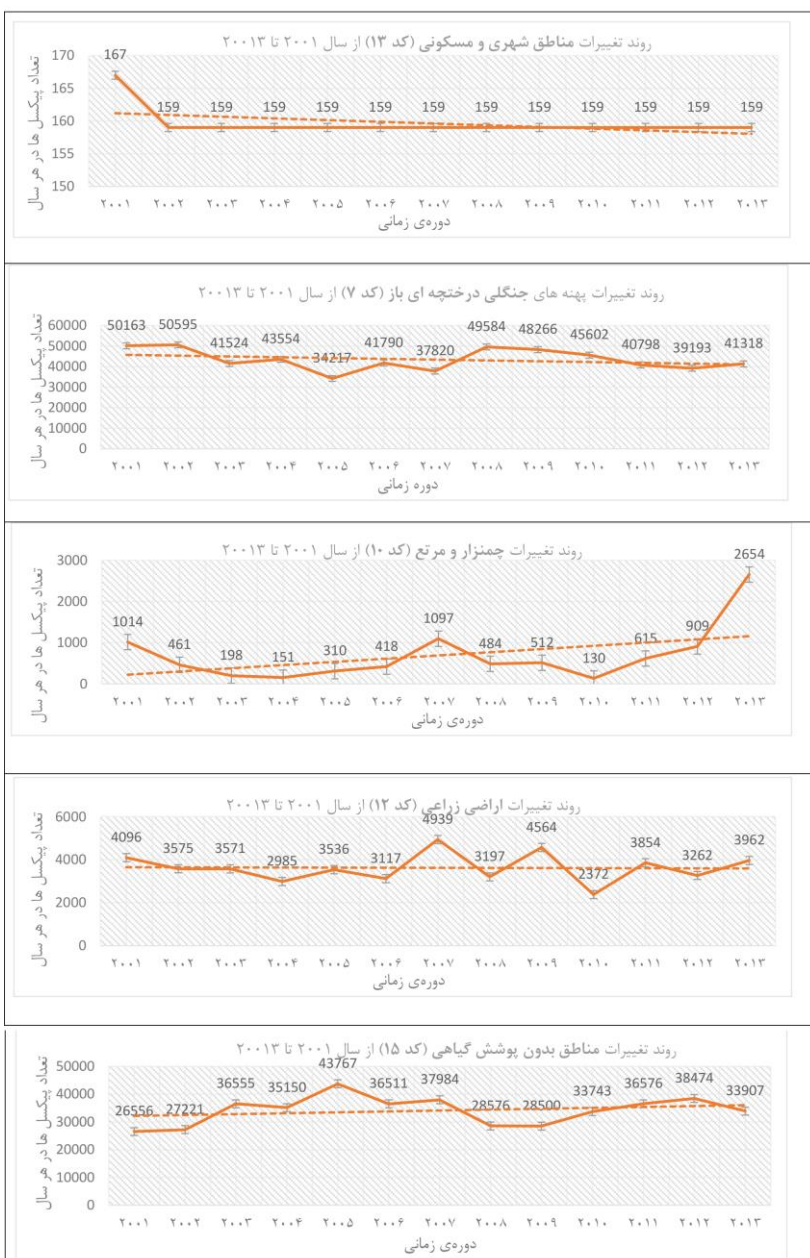 روند تغییرات مناطق شهری و مسکونی (کد ۱۳) از سال ۲۰۰۱ تا ۲۰۰۱۳
تعداد پیکسل ها در هر سال
170
165
160
155
150
167 159 159 159 159 159 159 159 159 159 159 159 159
۲۰۰۱ ۲۰۰۲ ۲۰۰۳ ۲۰۰۴ ۲۰۰۵ ۲۰۰۶ ۲۰۰۷ ۲۰۰۸ ۲۰۰۹ ۲۰۱۰ ۲۰۱۱ ۲۰۱۲ ۲۰۱۳
دوره‌ی زمانی
روند تغییرات پهنه های جنگلی درختچه ای باز (کد ۷) از سال ۲۰۰۱ تا ۲۰۰۱۳
تعداد پیکسل ها در هر سال
60000
50000
40000
30000
20000
10000
0
50163 50595 41524 43554 34217 41790 37820 49584 48266 45602 40798 39193 41318
۲۰۰۱ ۲۰۰۲ ۲۰۰۳ ۲۰۰۴ ۲۰۰۵ ۲۰۰۶ ۲۰۰۷ ۲۰۰۸ ۲۰۰۹ ۲۰۱۰ ۲۰۱۱ ۲۰۱۲ ۲۰۱۳
دوره زمانی
روند تغییرات چمنزار و مرتع (کد ۱۰) از سال ۲۰۰۱ تا ۲۰۰۱۳
تعداد پیکسل ها در هر سال
3000
2000
1000
0
1014 461 198 151 310 418 1097 484 512 130 615 909 2654
۲۰۰۱ ۲۰۰۲ ۲۰۰۳ ۲۰۰۴ ۲۰۰۵ ۲۰۰۶ ۲۰۰۷ ۲۰۰۸ ۲۰۰۹ ۲۰۱۰ ۲۰۱۱ ۲۰۱۲ ۲۰۱۳
دوره‌ی زمانی
روند تغییرات اراضی زراعی (کد ۱۲) از سال ۲۰۰۱ تا ۲۰۰۱۳
تعداد پیکسل ها در هر سال
6000
4000
2000
0
4096 3575 3571 2985 3536 3117 4939 3197 4564 2372 3854 3262 3962
۲۰۰۱ ۲۰۰۲ ۲۰۰۳ ۲۰۰۴ ۲۰۰۵ ۲۰۰۶ ۲۰۰۷ ۲۰۰۸ ۲۰۰۹ ۲۰۱۰ ۲۰۱۱ ۲۰۱۲ ۲۰۱۳
دوره‌ی زمانی
روند تغییرات مناطق بدون پوشش گیاهی (کد ۱۵) از سال ۲۰۰۱ تا ۲۰۰۱۳
تعداد پیکسل ها در هر سال
50000
40000
30000
20000
10000
0
26556 27221 36555 35150 43767 36511 37984 28576 28500 33743 36576 38474 33907
۲۰۰۱ ۲۰۰۲ ۲۰۰۳ ۲۰۰۴ ۲۰۰۵ ۲۰۰۶ ۲۰۰۷ ۲۰۰۸ ۲۰۰۹ ۲۰۱۰ ۲۰۱۱ ۲۰۱۲ ۲۰۱۳
دوره‌ی زمانی